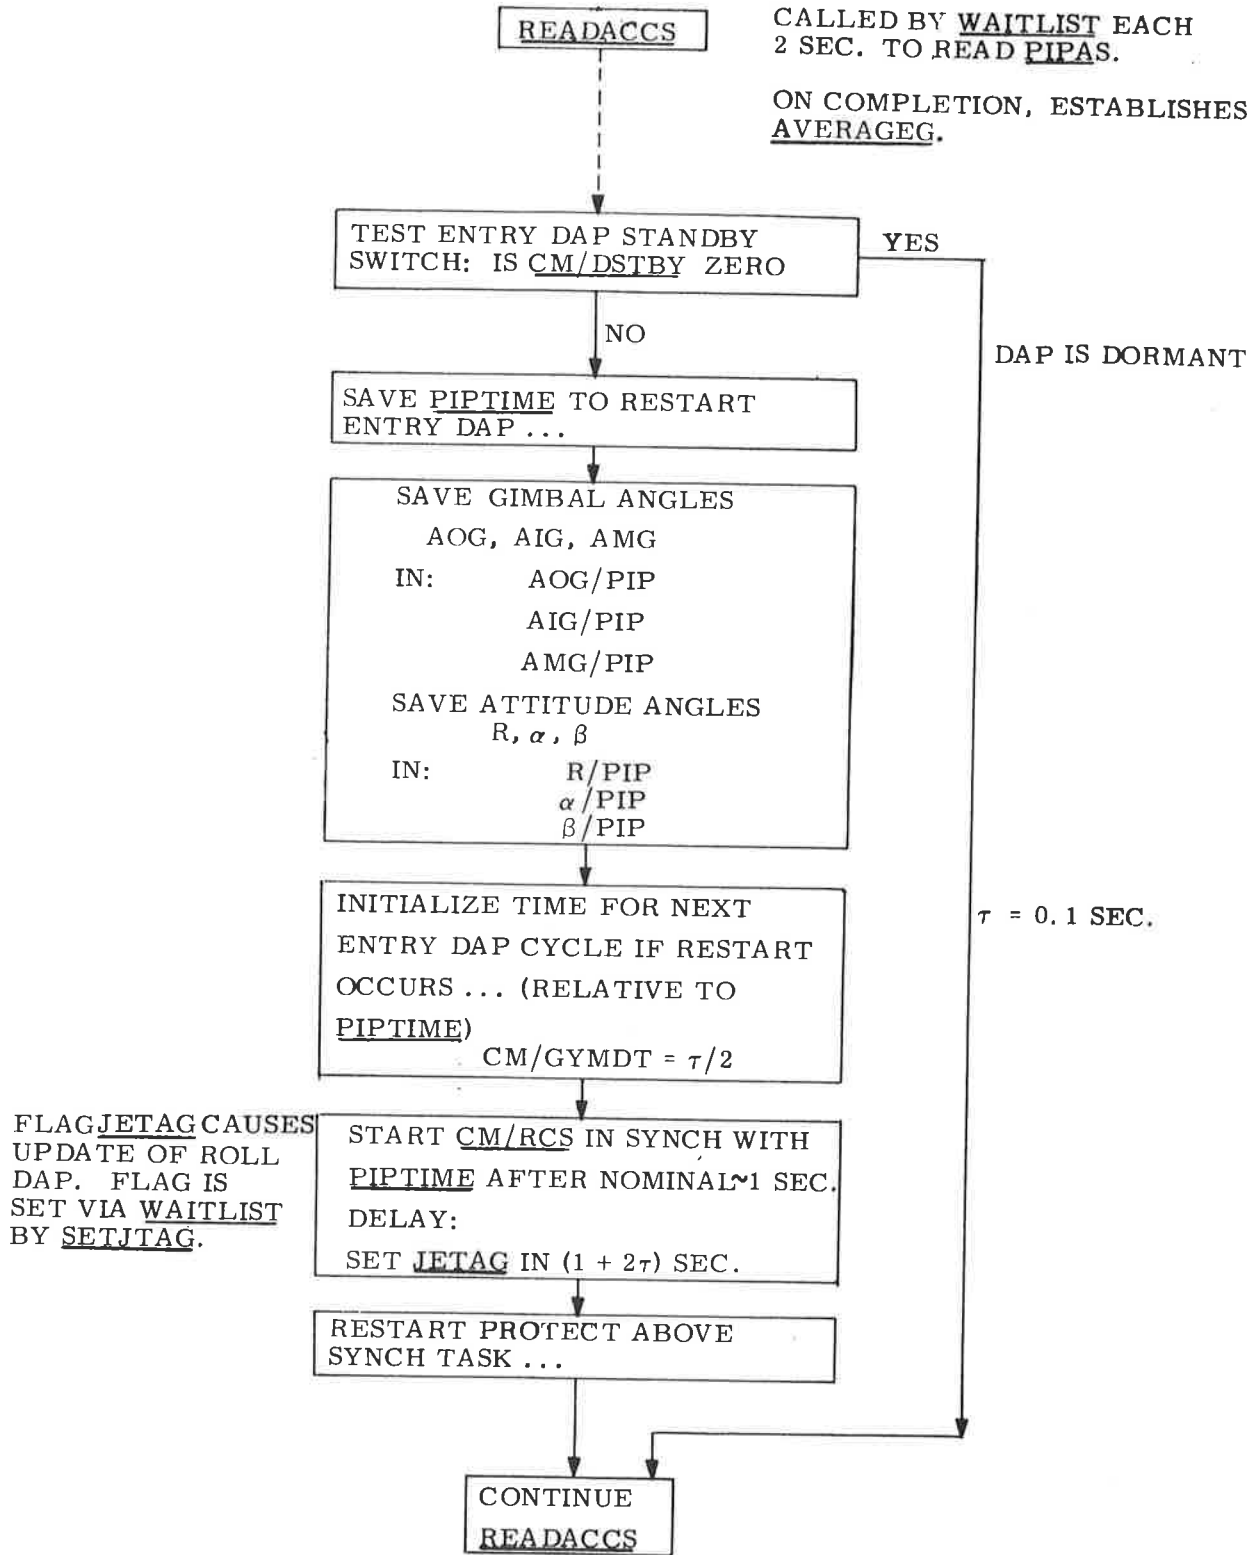 READACCS
CALLED BY WAITLIST EACH
2 SEC. TO READ PIPAS.
ON COMPLETION, ESTABLISHES
AVERAGEG.
TEST ENTRY DAP STANDBY
SWITCH: IS CM/DSTBY ZERO
YES
NO
DAP IS DORMANT
SAVE PIPTIME TO RESTART
ENTRY DAP ...
SAVE GIMBAL ANGLES
AOG, AIG, AMG
IN: AOG/PIP
AIG/PIP
AMG/PIP
SAVE ATTITUDE ANGLES
R, α, β
IN: R/PIP
α/PIP
β/PIP
INITIALIZE TIME FOR NEXT
ENTRY DAP CYCLE IF RESTART
OCCURS ... (RELATIVE TO
PIPTIME)
CM/GYMDT = τ/2
τ = 0.1 SEC.
FLAG JETAG CAUSES
UPDATE OF ROLL
DAP. FLAG IS
SET VIA WAITLIST
BY SETJTAG.
START CM/RCS IN SYNCH WITH
PIPTIME AFTER NOMINAL~1 SEC.
DELAY:
SET JETAG IN (1 + 2τ) SEC.
RESTART PROTECT ABOVE
SYNCH TASK ...
CONTINUE
READACCS